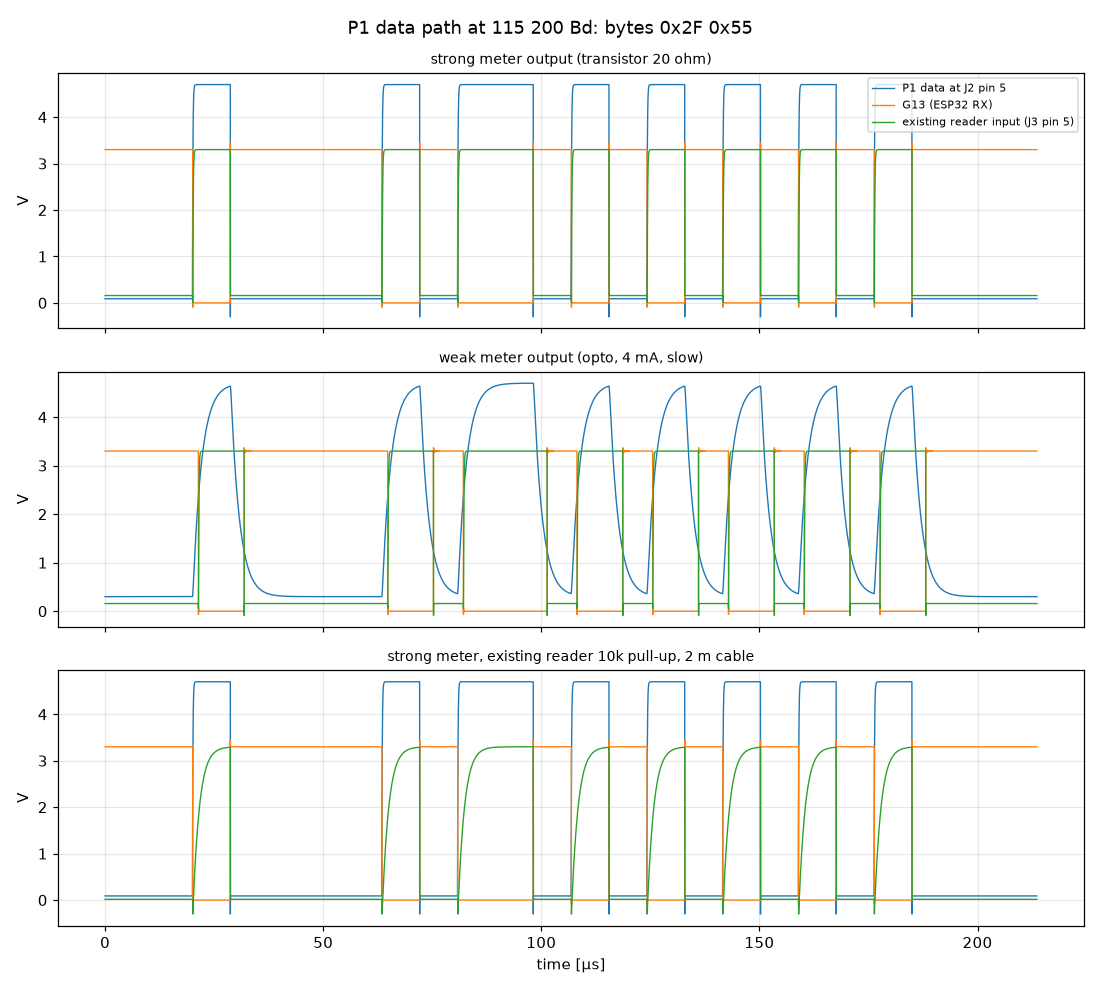 P1 data path at 115 200 Bd: bytes 0x2F 0x55
strong meter output (transistor 20 ohm)
P1 data at J2 pin 5
G13 (ESP32 RX)
existing reader input (J3 pin 5)
4
3
2
1
0
V
weak meter output (opto, 4 mA, slow)
4
3
2
1
0
V
strong meter, existing reader 10k pull-up, 2 m cable
4
3
2
1
0
V
0 50 100 150 200
time [µs]